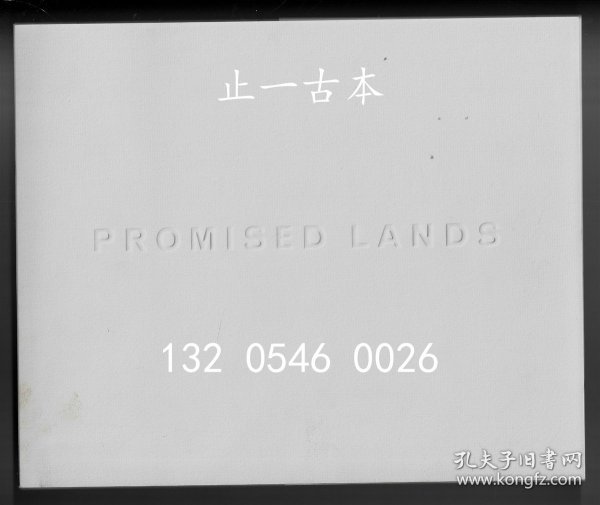 止一古本
PROMISED LANDS
132 0546 0026
孔夫子旧书网
www.kongfz.com